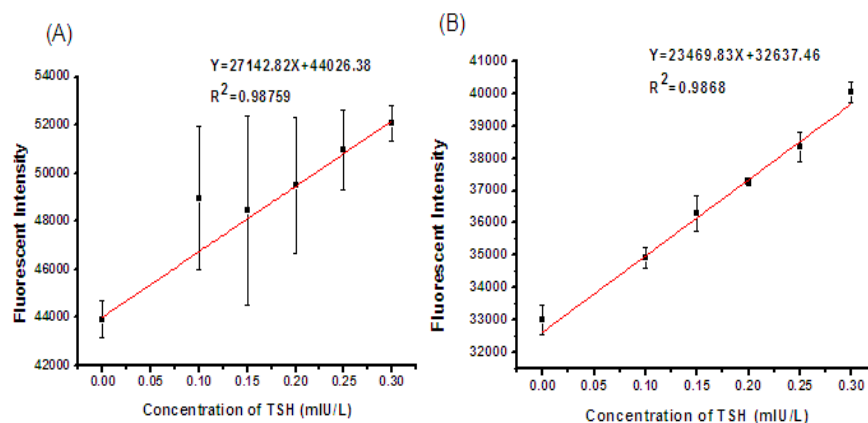 (A)
Y=27142.82X+44026.38
R²=0.98759
54000
52000
50000
48000
46000
44000
42000
Fluorescent Intensity
0.00 0.05 0.10 0.15 0.20 0.25 0.30
Concentration of TSH (mIU/L)
(B)
Y=23469.83X+32637.46
R²=0.9868
41000
40000
39000
38000
37000
36000
35000
34000
33000
32000
Fluorescent Intensity
0.00 0.05 0.10 0.15 0.20 0.25 0.30
Concentration of TSH (mIU/L)